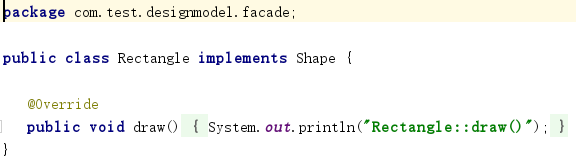 package com.test.designmodel.facade;
public class Rectangle implements Shape {
@Override
public void draw() { System.out.println("Rectangle::draw()"); }
}